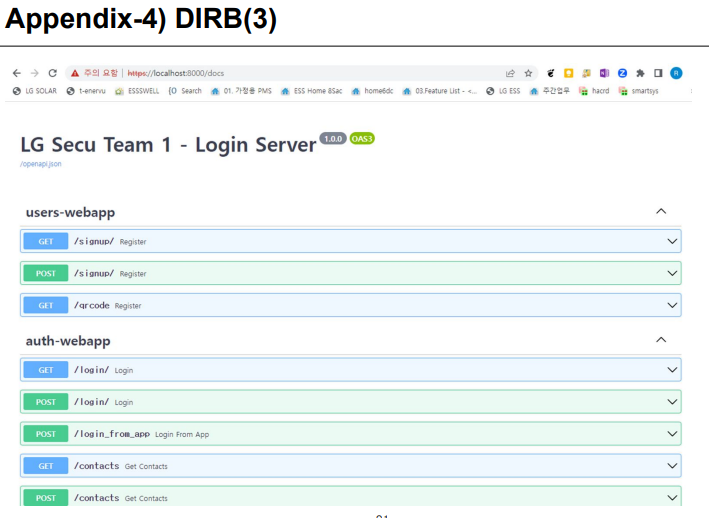 Appendix-4) DIRB(3)
주의 요함 | https://localhost:8000/docs
LG SOLAR t-enervu ESSSWELL Search 01. 가정용 PMS ESS Home 8Sac home6dc 03.Feature List - <... LG ESS 주간업무 hacrd smartsys
LG Secu Team 1 - Login Server 1.0.0 OAS3
/openapi.json
users-webapp
GET /signup/ Register
POST /signup/ Register
GET /qrcode Register
auth-webapp
GET /login/ Login
POST /login/ Login
POST /login_from_app Login From App
GET /contacts Get Contacts
POST /contacts Get Contacts